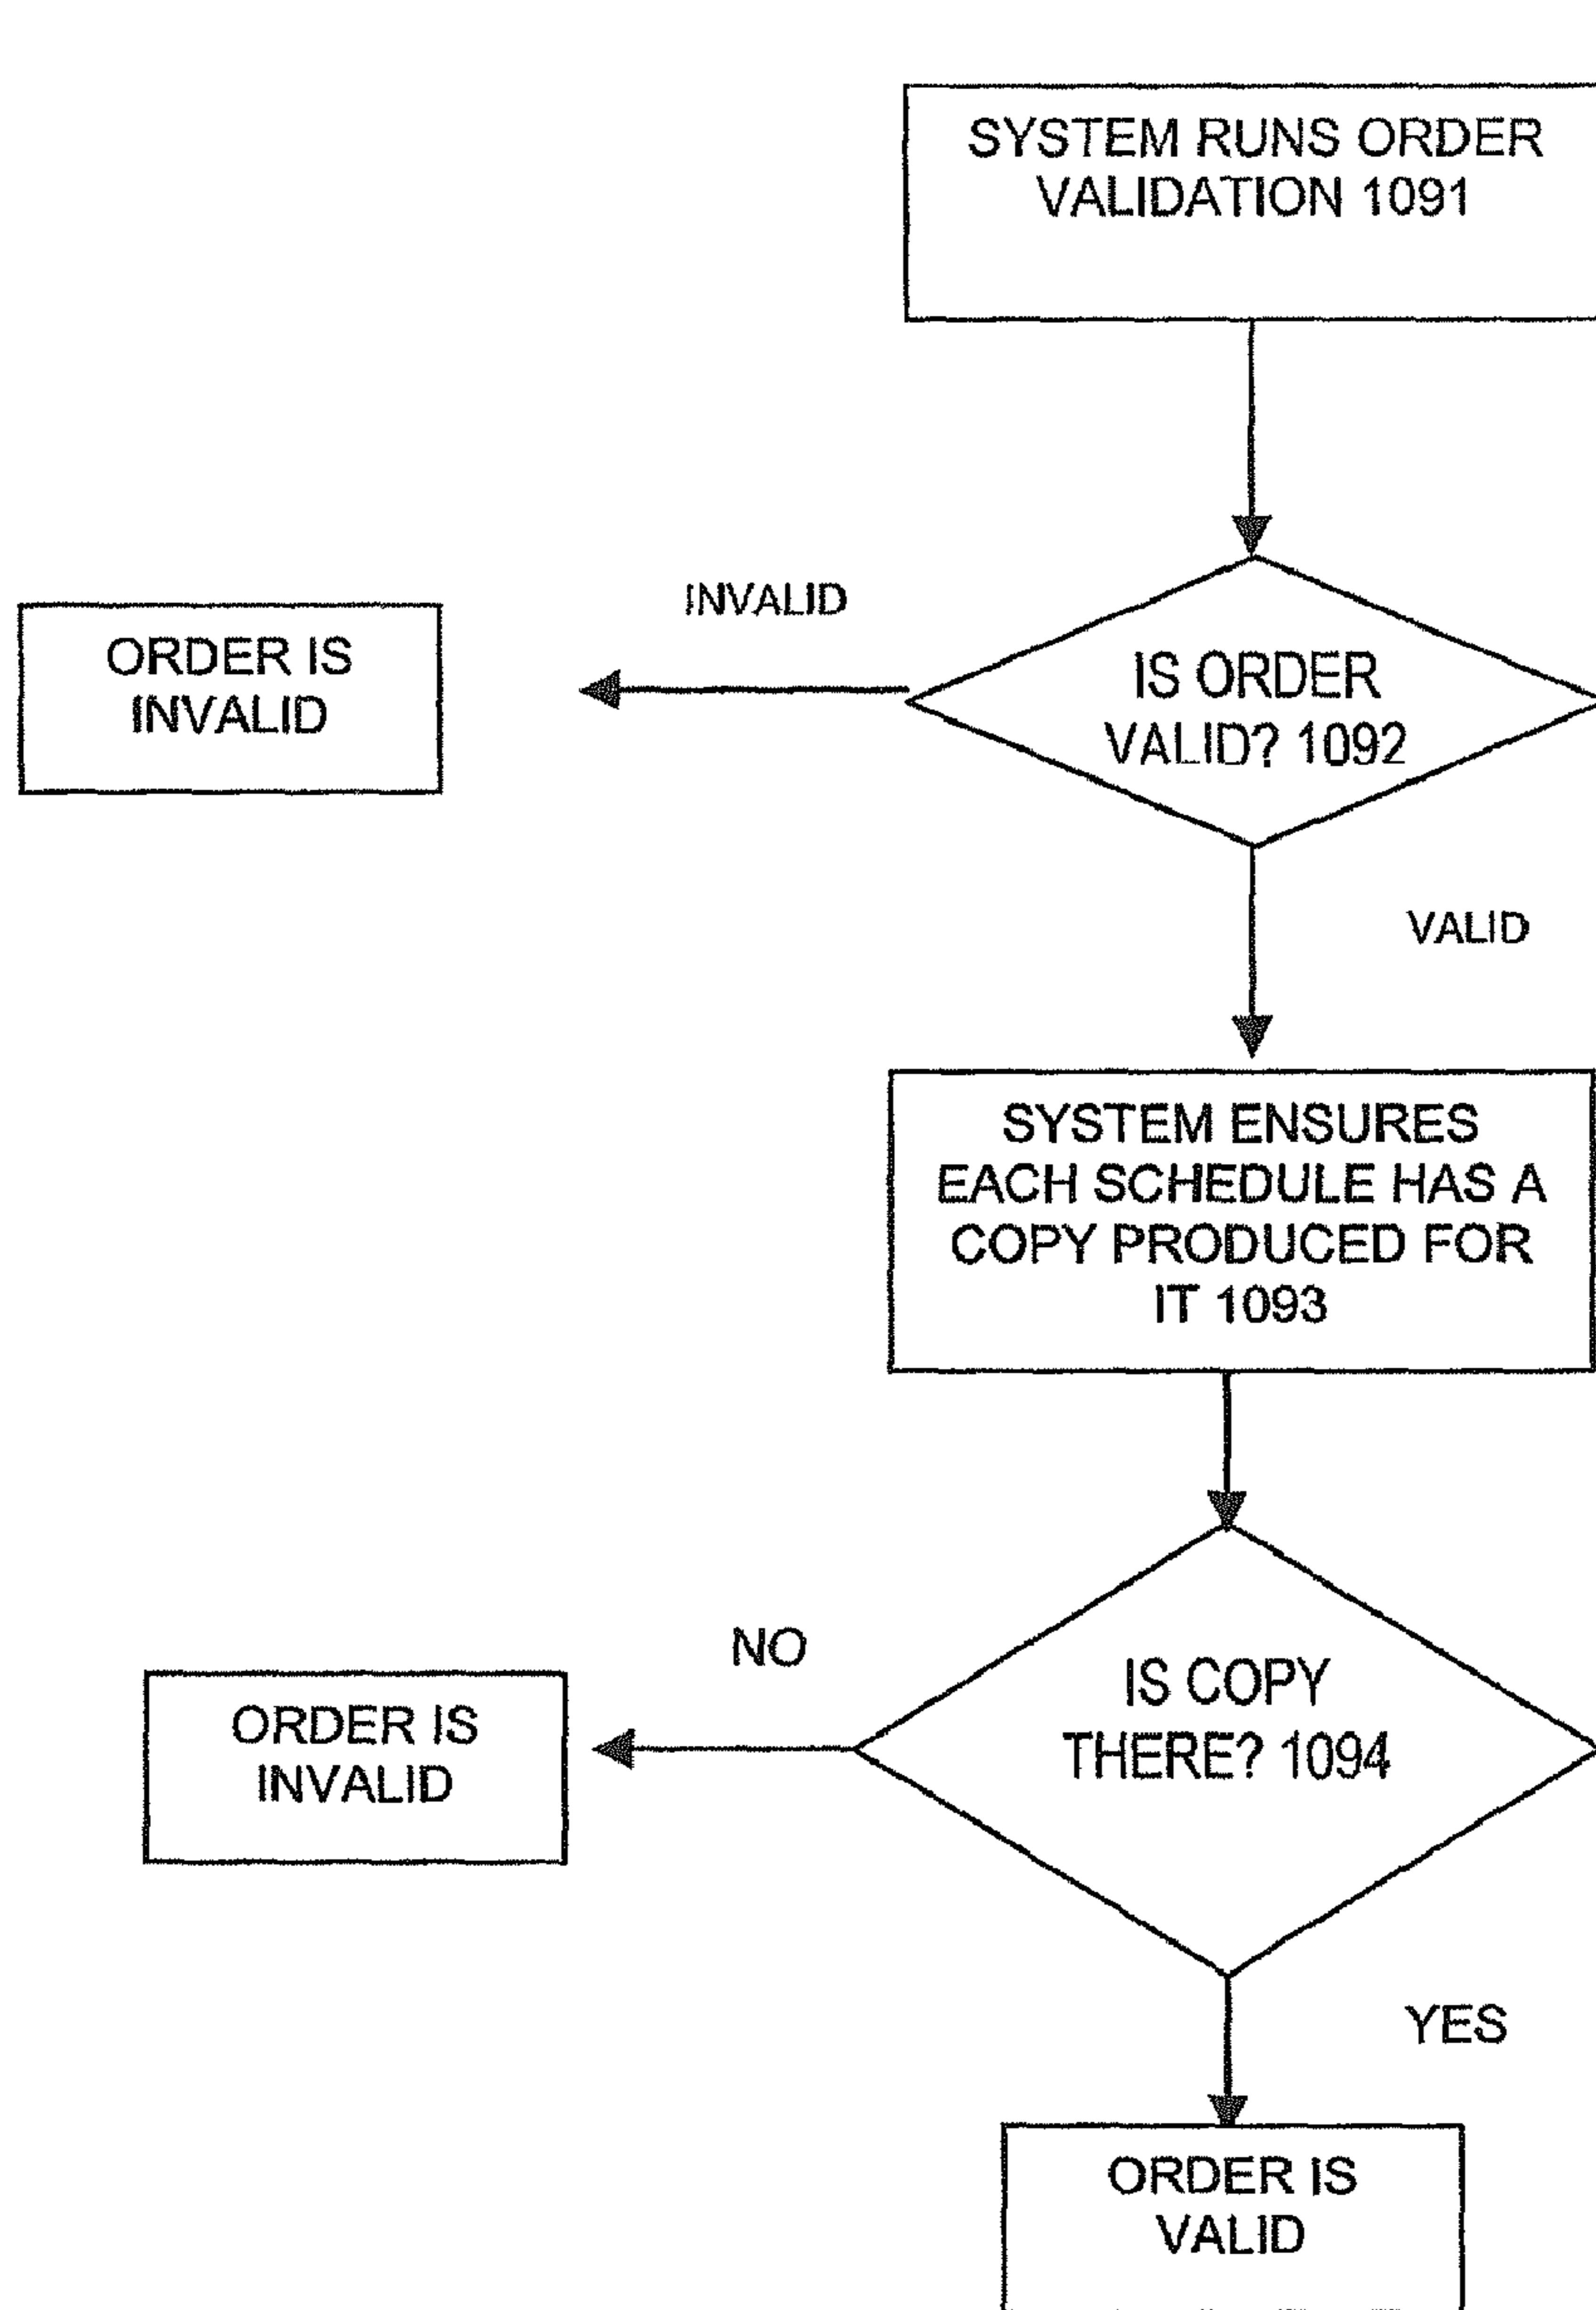 SYSTEM RUNS ORDER
VALIDATION 1091
INVALID
ORDER IS
INVALID
IS ORDER
VALID? 1092
VALID
SYSTEM ENSURES
EACH SCHEDULE HAS A
COPY PRODUCED FOR
IT 1093
NO
ORDER IS
INVALID
IS COPY
THERE? 1094
YES
ORDER IS
VALID